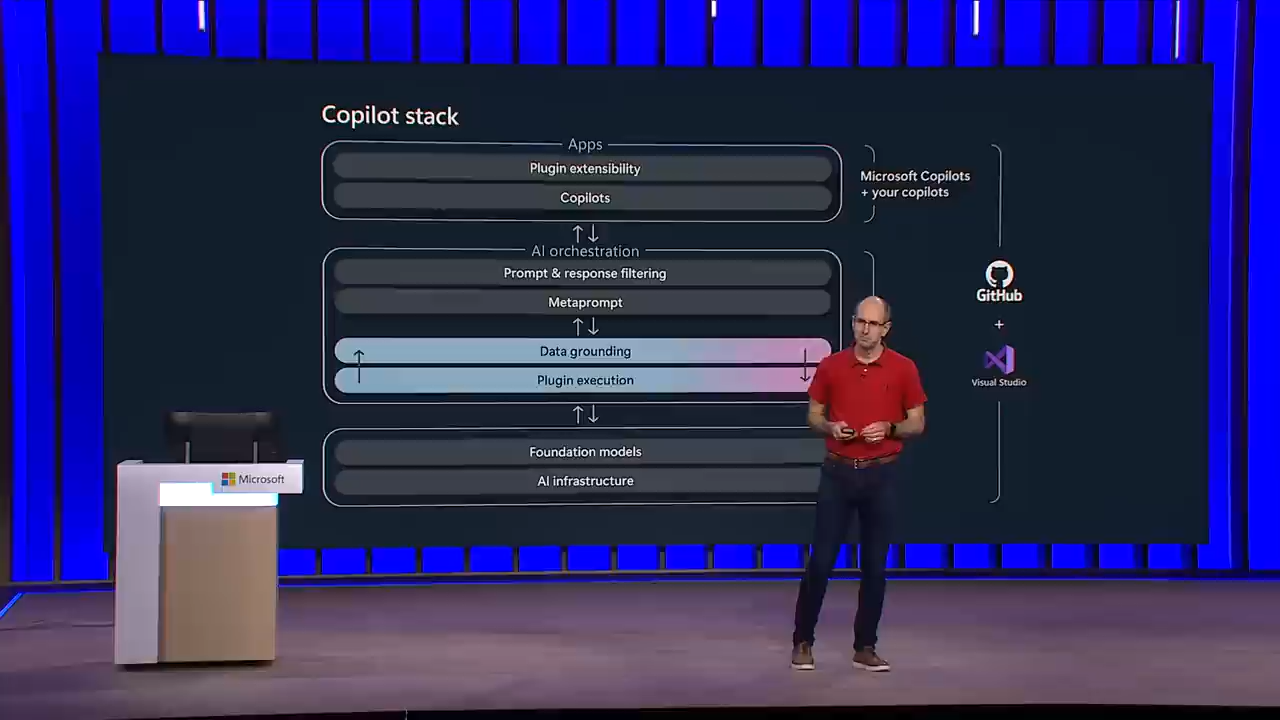 Copilot stack
Apps
Plugin extensibility
Copilots
Microsoft Copilots
+ your copilots
AI orchestration
Prompt & response filtering
Metaprompt
Data grounding
Plugin execution
Foundation models
AI infrastructure
GitHub
+
Visual Studio
Microsoft